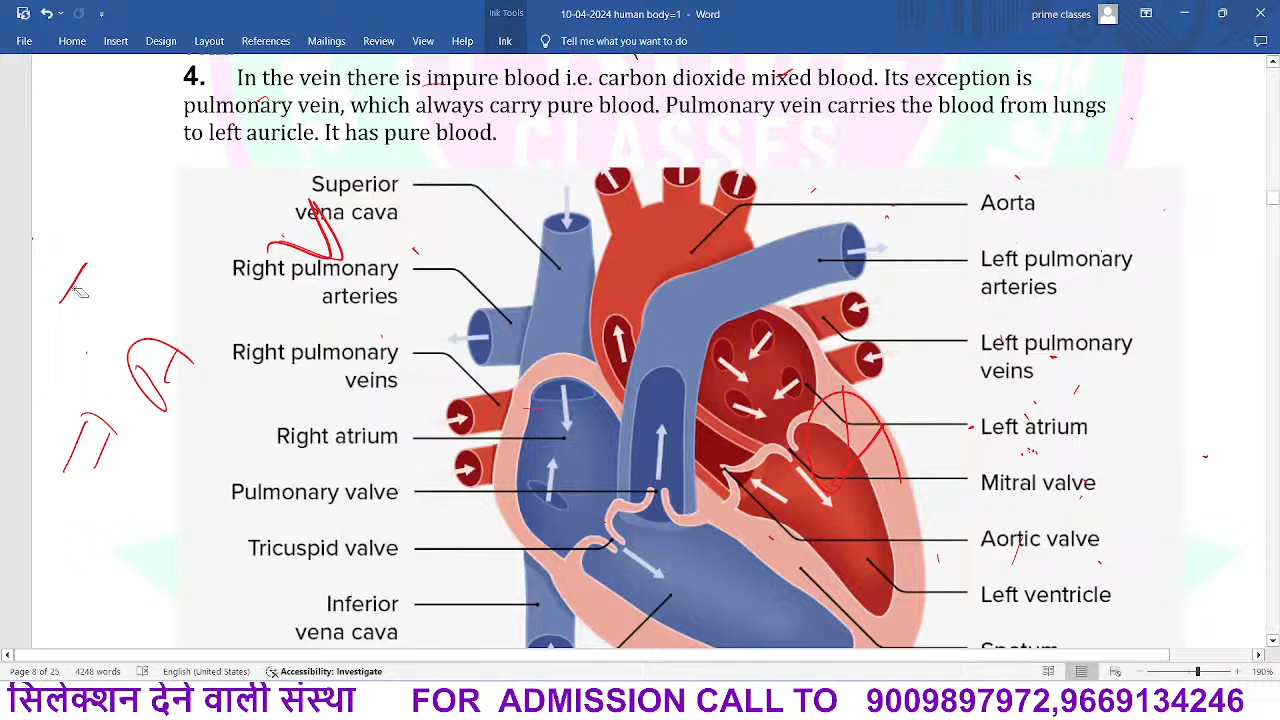 Ink Tools
10-04-2024 human body=1 - Word
prime classes
File Home Insert Design Layout References Mailings Review View Help Ink Tell me what you want to do
4. In the vein there is impure blood i.e. carbon dioxide mixed blood. Its exception is
pulmonary vein, which always carry pure blood. Pulmonary vein carries the blood from lungs
to left auricle. It has pure blood.
CLASSES
Superior
vena cava
Right pulmonary
arteries
Right pulmonary
veins
Right atrium
Pulmonary valve
Tricuspid valve
Inferior
vena cava
Aorta
Left pulmonary
arteries
Left pulmonary
veins
Left atrium
Mitral valve
Aortic valve
Left ventricle
Page 8 of 25 4248 words English (United States) Accessibility: Investigate 190%
सिलेक्शन देने वाली संस्था FOR ADMISSION CALL TO 9009897972,9669134246